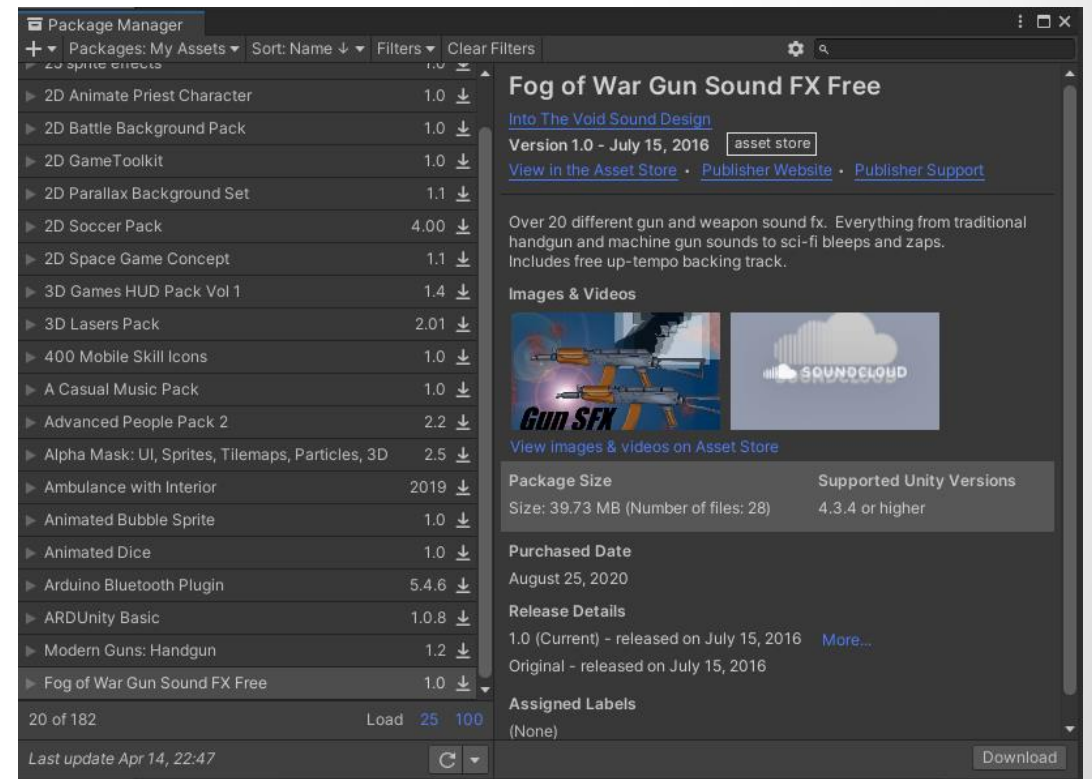 Package Manager
Packages: My Assets Sort: Name ↓ Filters Clear Filters
25 sprite effects 1.0
2D Animate Priest Character 1.0
2D Battle Background Pack 1.0
2D GameToolkit 1.0
2D Parallax Background Set 1.1
2D Soccer Pack 4.00
2D Space Game Concept 1.1
3D Games HUD Pack Vol 1 1.4
3D Lasers Pack 2.01
400 Mobile Skill Icons 1.0
A Casual Music Pack 1.0
Advanced People Pack 2 2.2
Alpha Mask: UI, Sprites, Tilemaps, Particles, 3D 2.5
Ambulance with Interior 2019
Animated Bubble Sprite 1.0
Animated Dice 1.0
Arduino Bluetooth Plugin 5.4.6
ARDUnity Basic 1.0.8
Modern Guns: Handgun 1.2
Fog of War Gun Sound FX Free 1.0
20 of 182 Load 25 100
Last update Apr 14, 22:47
Fog of War Gun Sound FX Free
Into The Void Sound Design
Version 1.0 - July 15, 2016 asset store
View in the Asset Store • Publisher Website • Publisher Support
Over 20 different gun and weapon sound fx. Everything from traditional
handgun and machine gun sounds to sci-fi bleeps and zaps.
Includes free up-tempo backing track.
Images & Videos
Gun SFX
SOUNDCLOUD
View images & videos on Asset Store
Package Size Supported Unity Versions
Size: 39.73 MB (Number of files: 28) 4.3.4 or higher
Purchased Date
August 25, 2020
Release Details
1.0 (Current) - released on July 15, 2016 More...
Original - released on July 15, 2016
Assigned Labels
(None)
Download